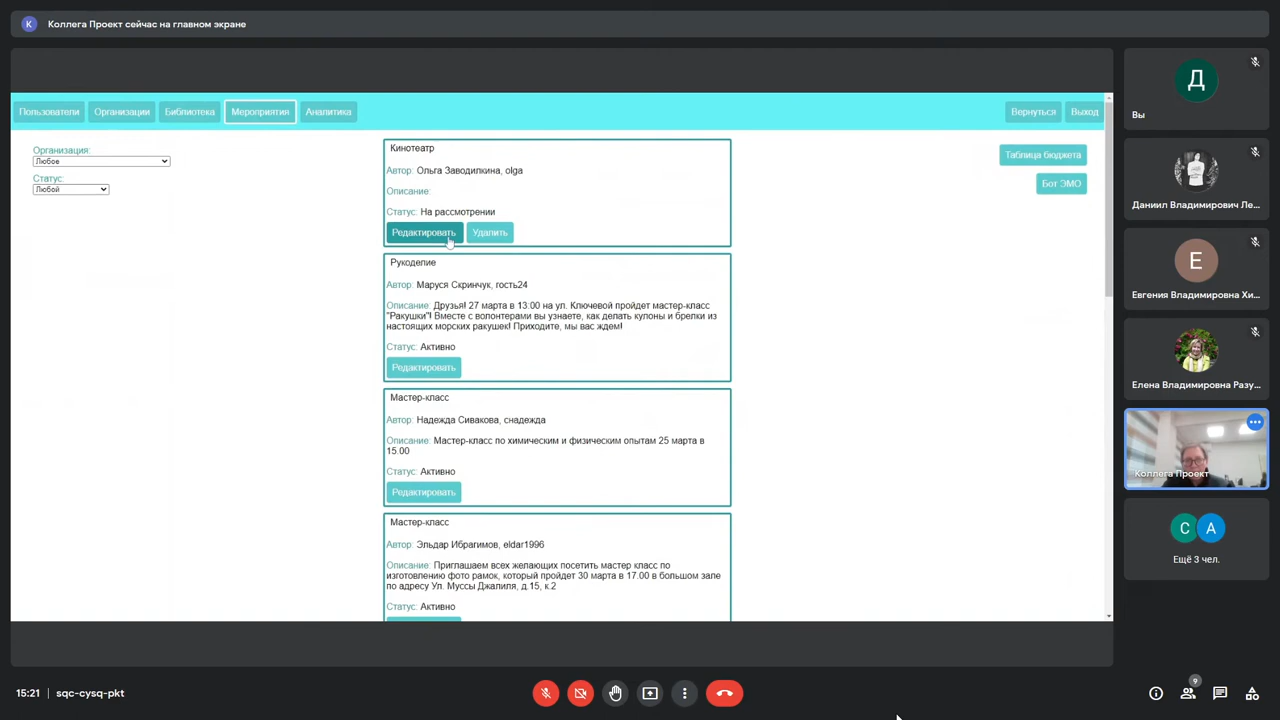 К
Коллега Проект сейчас на главном экране
Пользователи Организации Библиотека Мероприятия Аналитика Вернуться Выход
Организация:
Любое
Статус:
Любой
Таблица бюджета
Бот ЭМО
Кинотеатр
Автор: Ольга Заводилкина, olga
Описание:
Статус: На рассмотрении
Редактировать Удалить
Рукоделие
Автор: Маруся Скринчук, гость24
Описание: Друзья! 27 марта в 13:00 на ул. Ключевой пройдет мастер-класс
"Ракушки"! Вместе с волонтерами вы узнаете, как делать кулоны и брелки из
настоящих морских ракушек! Приходите, мы вас ждем!
Статус: Активно
Редактировать
Мастер-класс
Автор: Надежда Сивакова, снадежда
Описание: Мастер-класс по химическим и физическим опытам 25 марта в
15.00
Статус: Активно
Редактировать
Мастер-класс
Автор: Эльдар Ибрагимов, eldar1996
Описание: Приглашаем всех желающих посетить мастер класс по
изготовлению фото рамок, который пройдет 30 марта в 17.00 в большом зале
по адресу Ул. Муссы Джалиля, д.15, к.2
Статус: Активно
Д
Вы
Даниил Владимирович Ле...
Е
Евгения Владимировна Хи...
Елена Владимировна Разу...
Коллега Проект
С А
Ещё 3 чел.
15:21 sqc-cysq-pkt
9